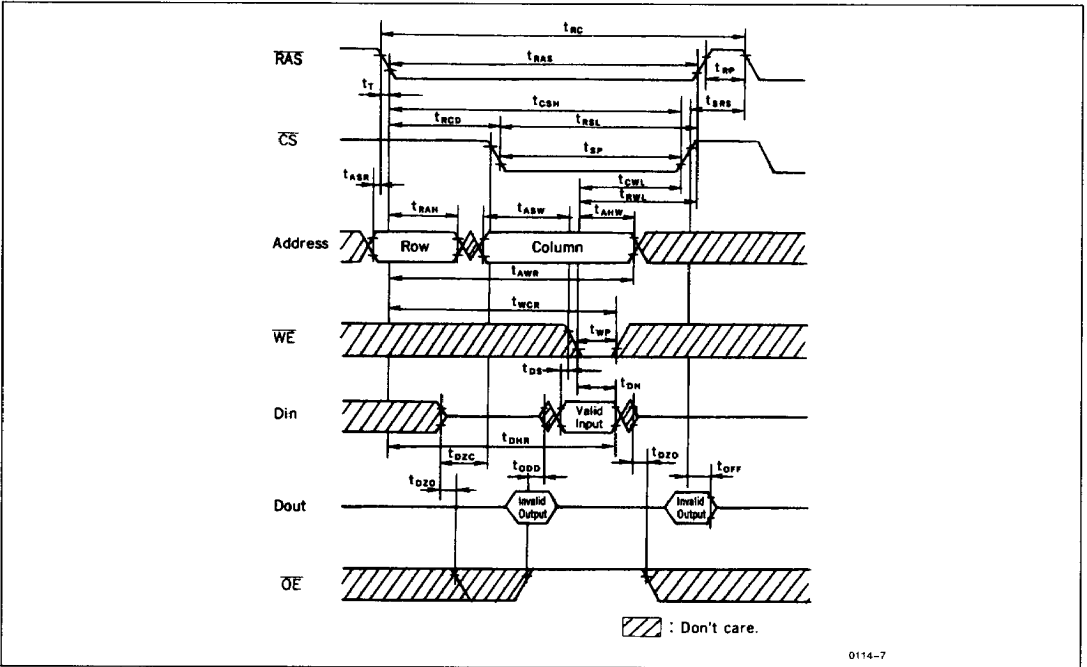 tRC
RAS
tRAS
tRP
tT
tSRS
tCSH
tRCD
tRSL
CS
tSP
tASR
tCWL
tRWL
tRAH
tASW
tAHW
Address
Row
Column
tAWR
tWCR
WE
tWP
tDS
tDH
Din
Valid
Input
tDHR
tDZC
tODD
tDZO
tOFF
tDZO
Dout
Invalid
Output
Invalid
Output
OE
: Don't care.
0114-7